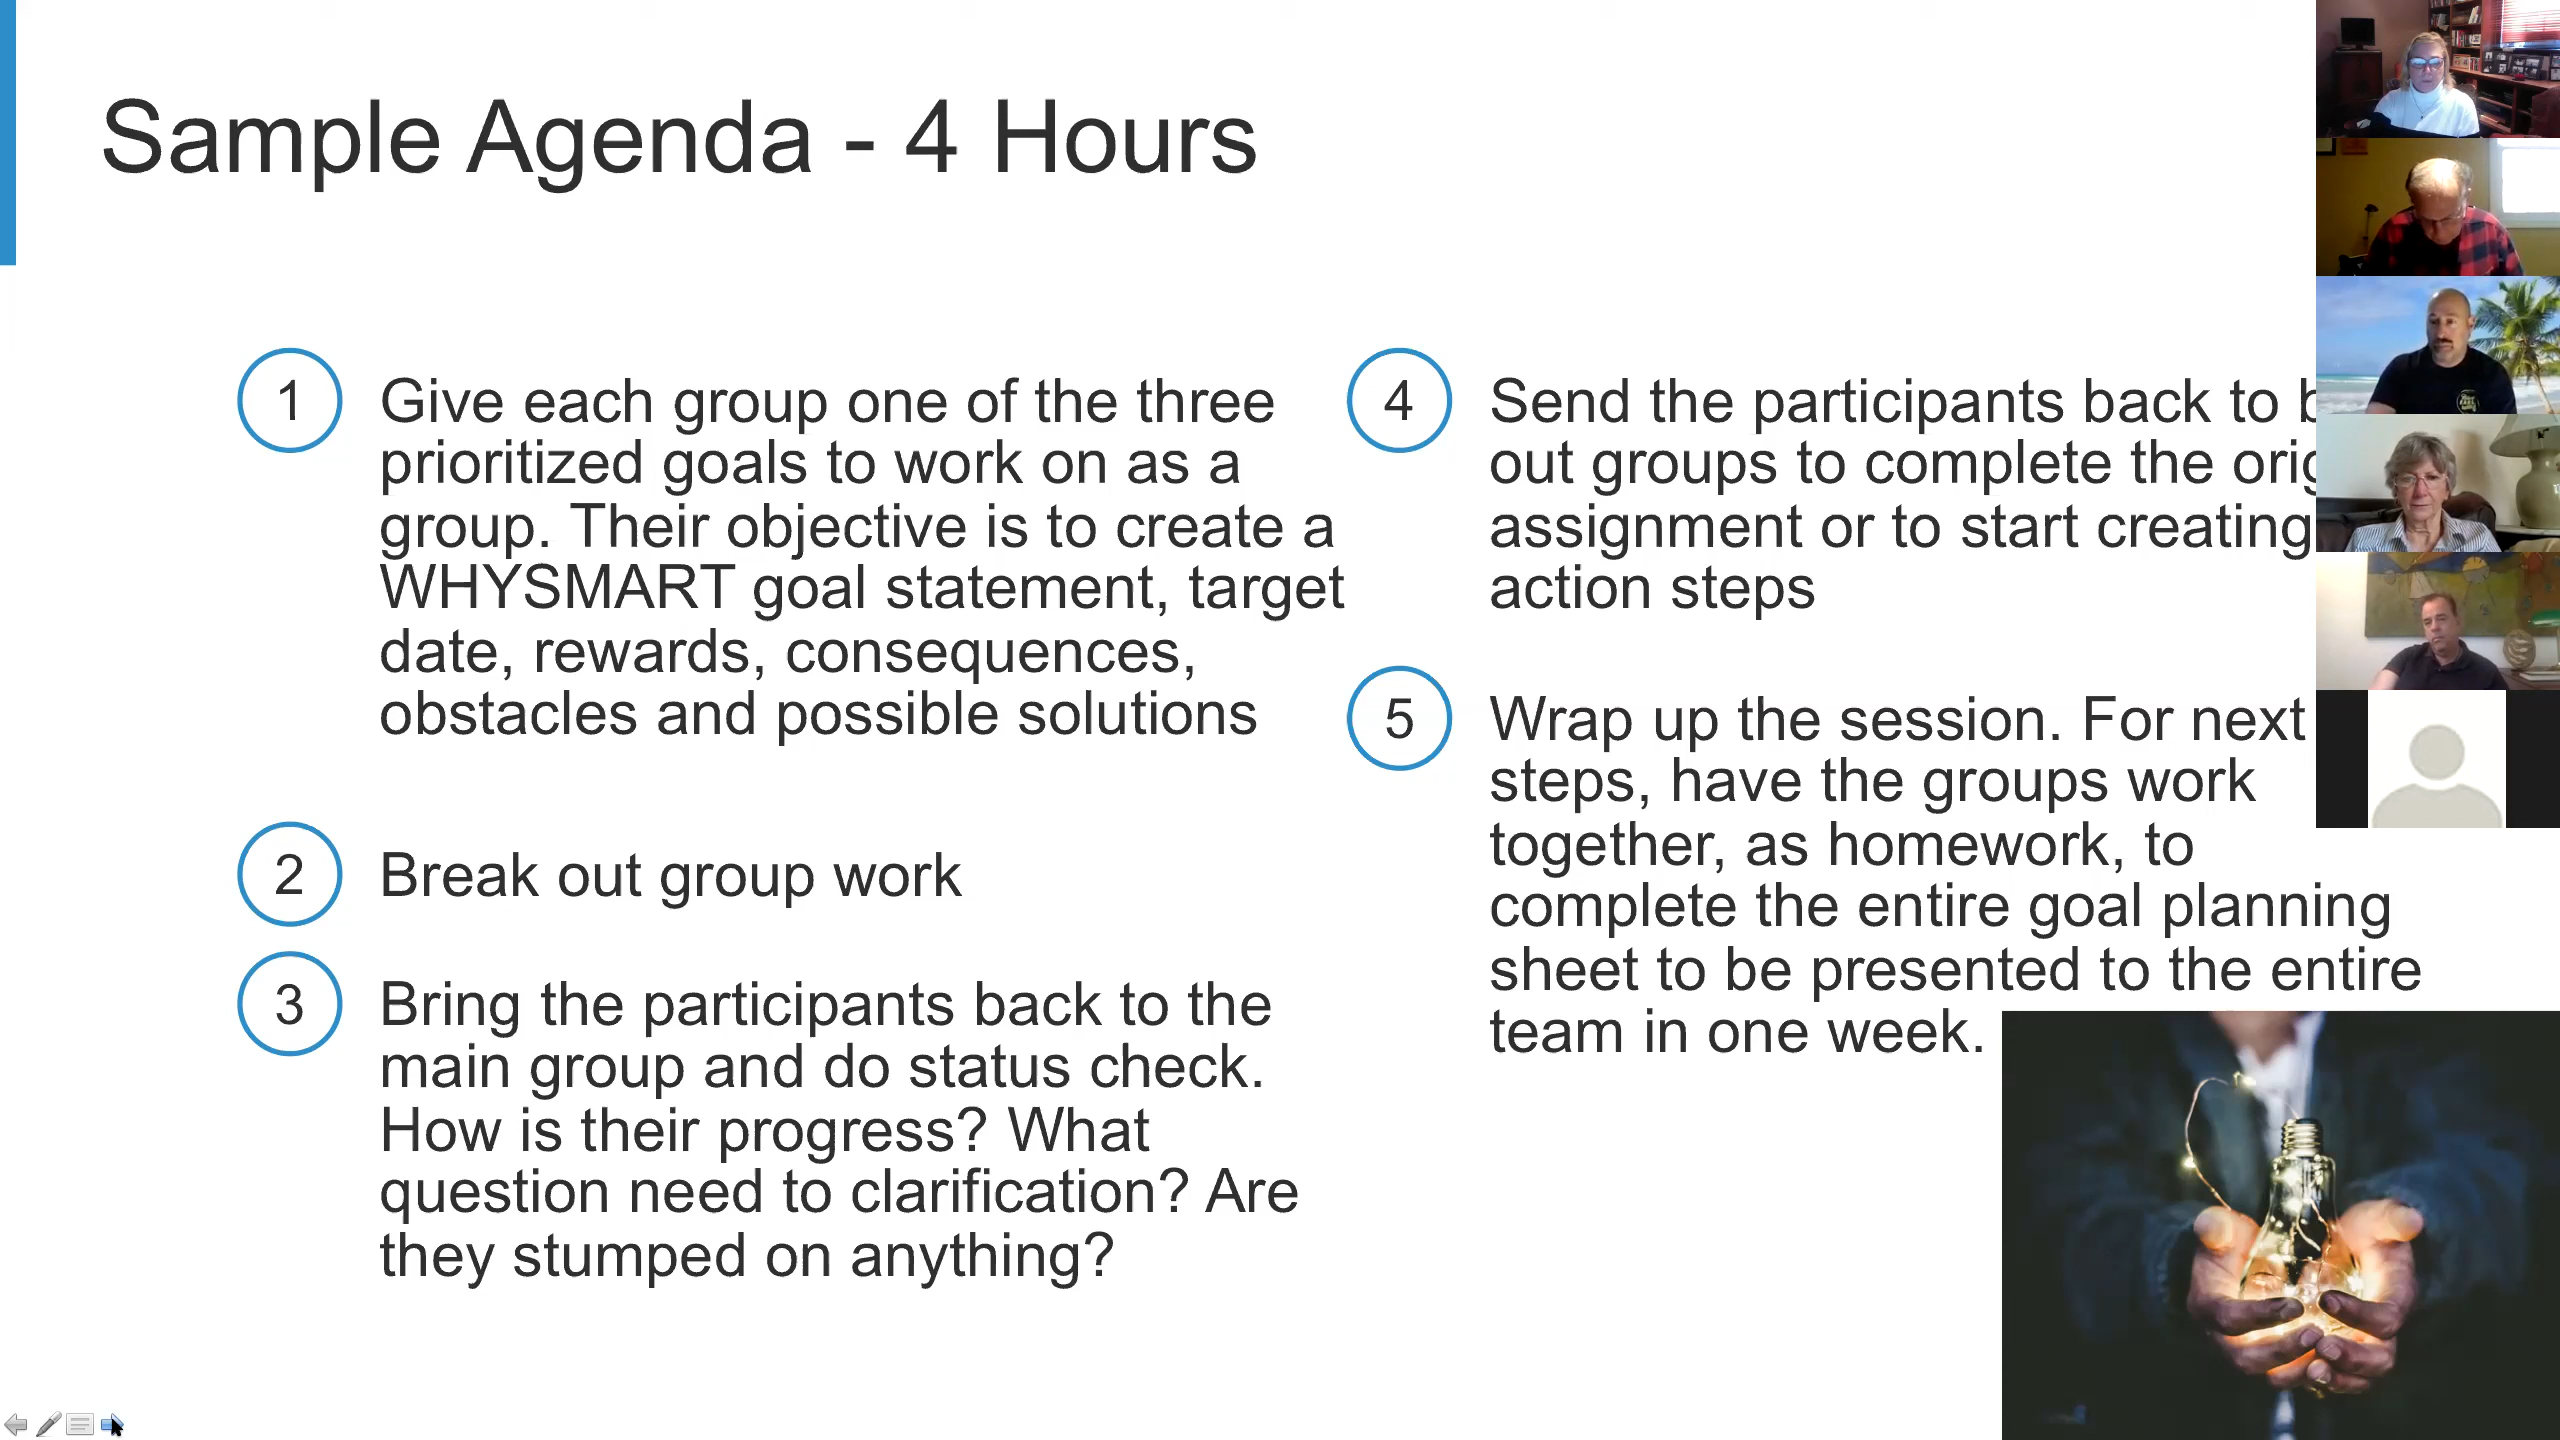 Sample Agenda - 4 Hours
1
Give each group one of the three
prioritized goals to work on as a
group. Their objective is to create a
WHYSMART goal statement, target
date, rewards, consequences,
obstacles and possible solutions
2
Break out group work
3
Bring the participants back to the
main group and do status check.
How is their progress? What
question need to clarification? Are
they stumped on anything?
4
Send the participants back to
out groups to complete the
assignment or to start creating
action steps
5
Wrap up the session. For next
steps, have the groups work
together, as homework, to
complete the entire goal planning
sheet to be presented to the entire
team in one week.